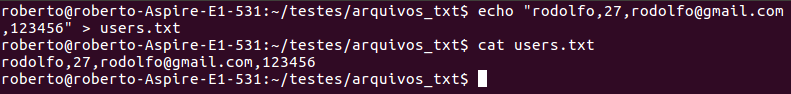 roberto@roberto-Aspire-E1-531:~/testes/arquivos_txt$ echo "rodolfo,27,rodolfo@gmail.com
,123456" > users.txt
roberto@roberto-Aspire-E1-531:~/testes/arquivos_txt$ cat users.txt
rodolfo,27,rodolfo@gmail.com,123456
roberto@roberto-Aspire-E1-531:~/testes/arquivos_txt$